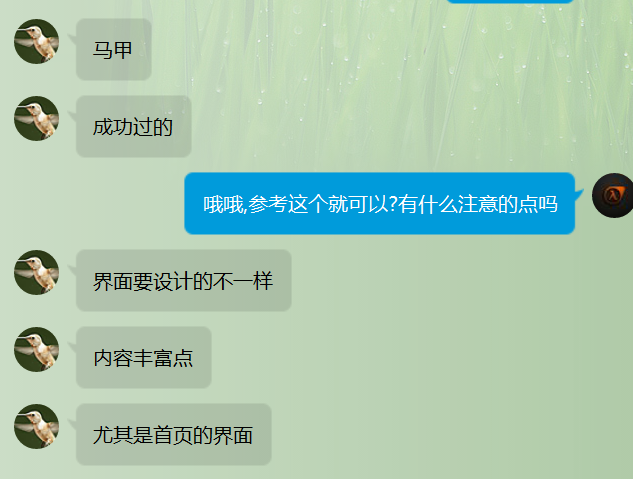 马甲
成功过的
哦哦,参考这个就可以?有什么注意的点吗
界面要设计的不一样
内容丰富点
尤其是首页的界面